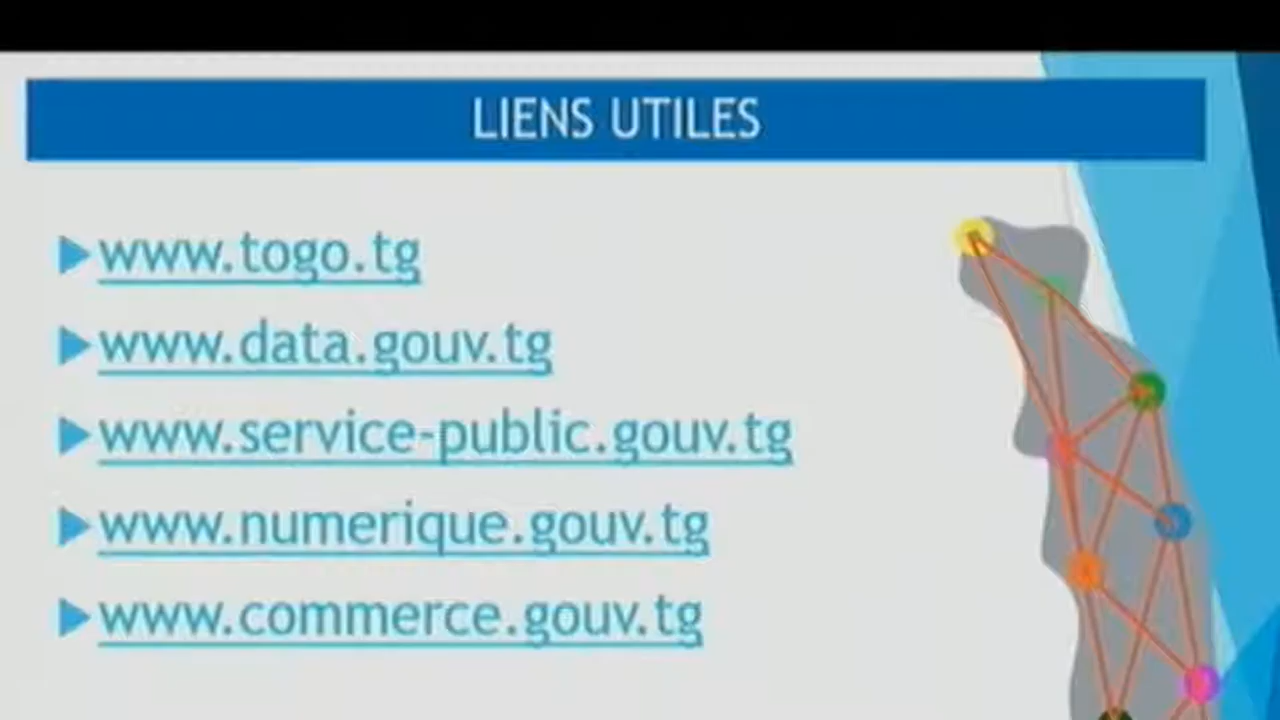 LIENS UTILES
www.togo.tg
www.data.gouv.tg
www.service-public.gouv.tg
www.numerique.gouv.tg
www.commerce.gouv.tg